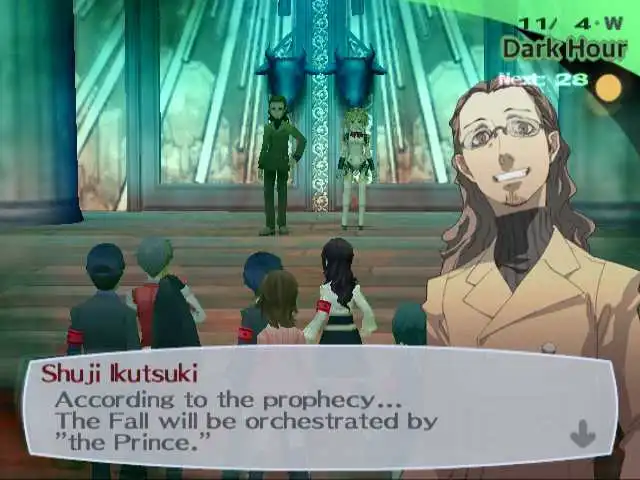 11/ 4・W
Dark Hour
Next: 28
Shuji Ikutsuki
According to the prophecy...
The Fall will be orchestrated by
"the Prince."